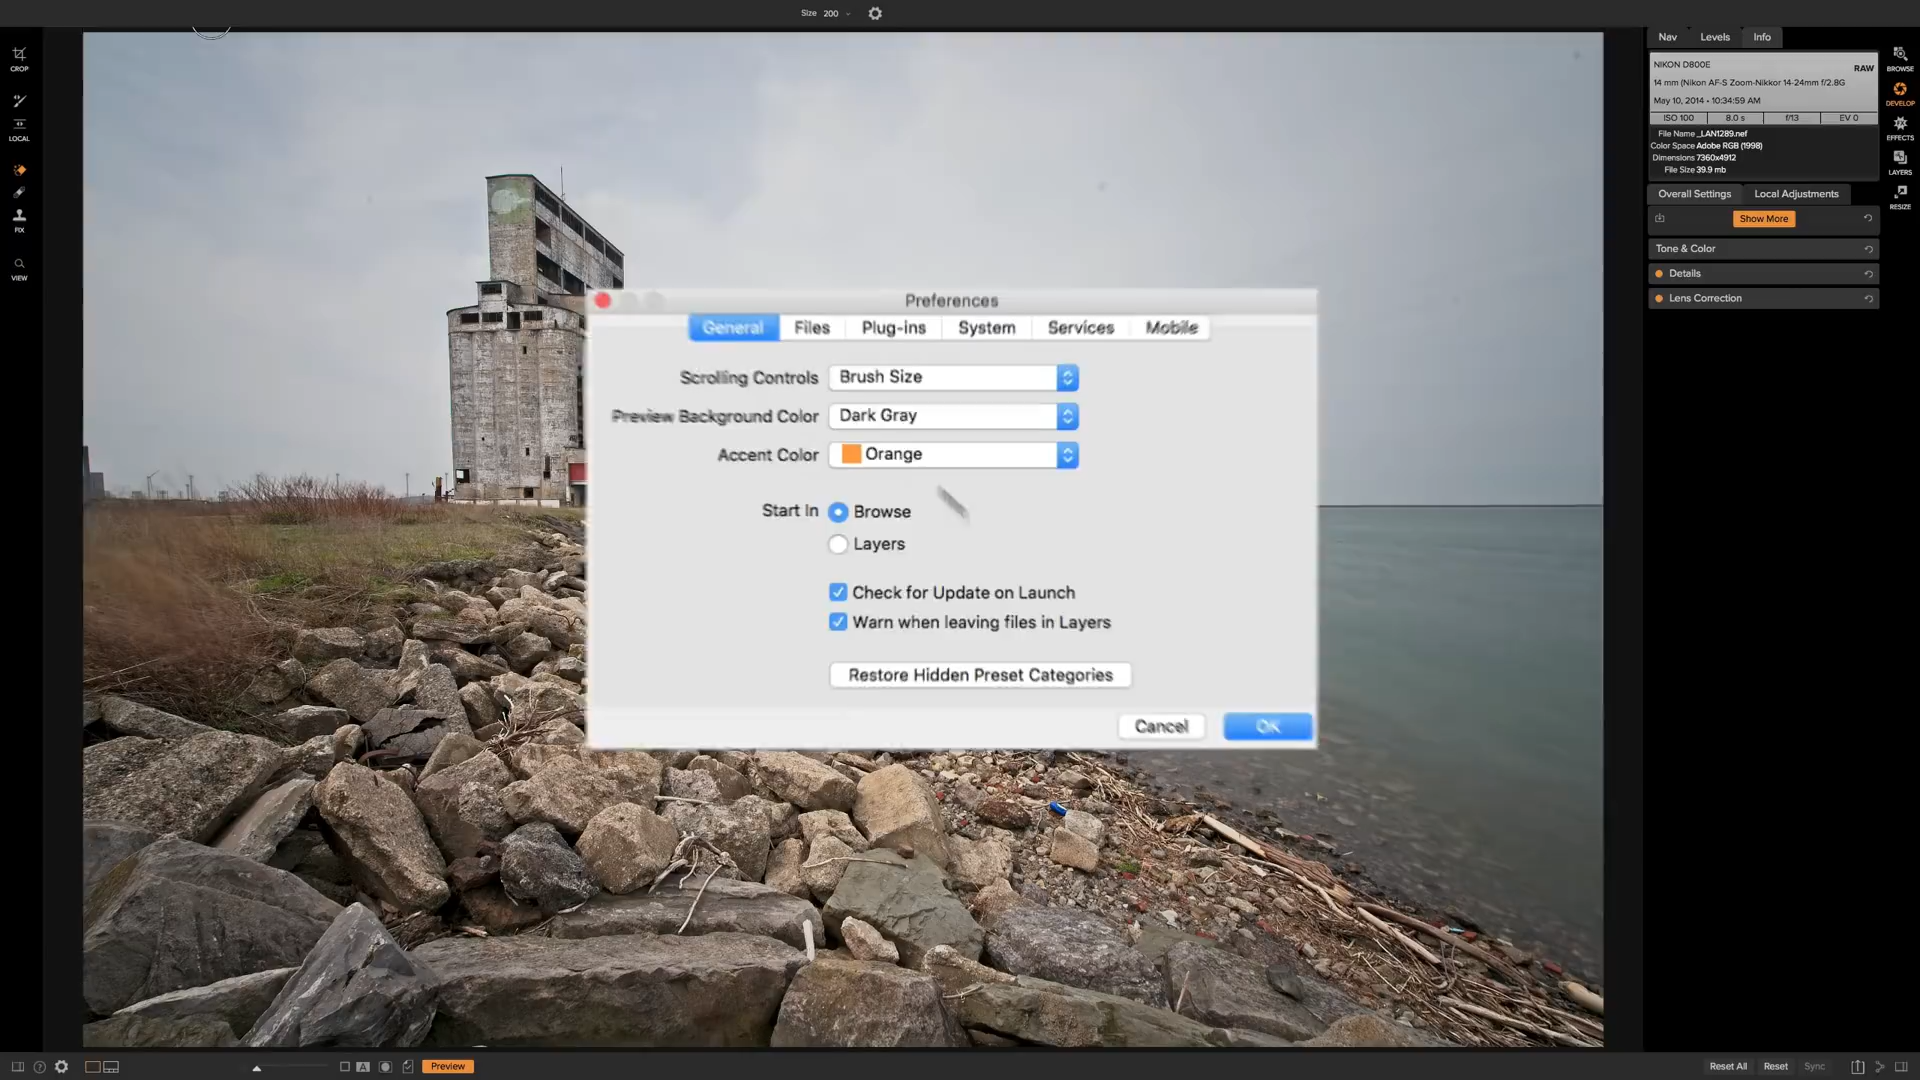 Size 200
CROP
LOCAL
FIX
VIEW
Preferences
General Files Plug-ins System Services Mobile
Scrolling Controls Brush Size
Preview Background Color Dark Gray
Accent Color Orange
Start In Browse
Layers
Check for Update on Launch
Warn when leaving files in Layers
Restore Hidden Preset Categories
Cancel OK
Nav Levels Info
NIKON D800E RAW
14 mm (Nikon AF-S Zoom-Nikkor 14-24mm f/2.8G
May 10, 2014 • 10:34:59 AM
ISO 100 8.0 s f/13 EV 0
File Name _LAN1289.nef
Color Space Adobe RGB (1998)
Dimensions 7360x4912
File Size 39.9 mb
Overall Settings Local Adjustments
Show More
Tone & Color
Details
Lens Correction
BROWSE
DEVELOP
EFFECTS
LAYERS
RESIZE
? A Preview
Reset All Reset Sync